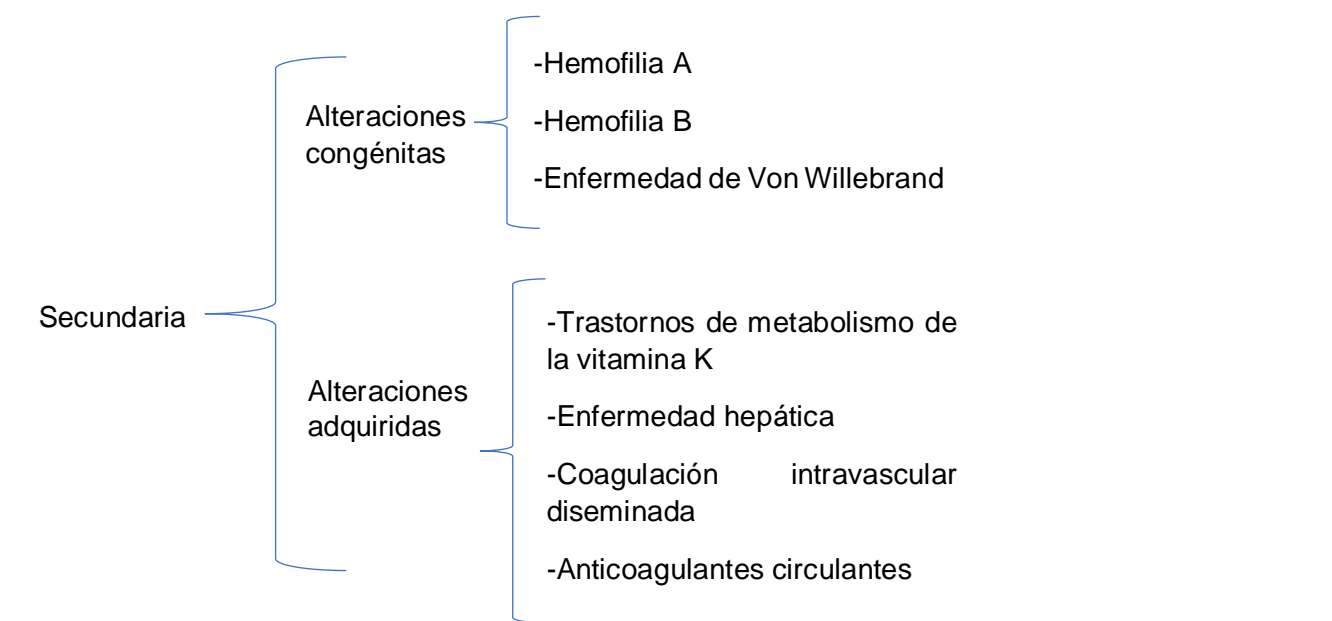 Secundaria
Alteraciones
congénitas
-Hemofilia A
-Hemofilia B
-Enfermedad de Von Willebrand
Alteraciones
adquiridas
-Trastornos de metabolismo de
la vitamina K
-Enfermedad hepática
-Coagulación intravascular
diseminada
-Anticoagulantes circulantes